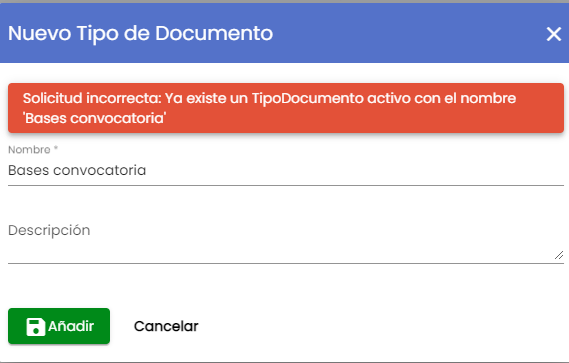 Nuevo Tipo de Documento
Solicitud incorrecta: Ya existe un TipoDocumento activo con el nombre
'Bases convocatoria'
Nombre *
Bases convocatoria
Descripción
Añadir
Cancelar